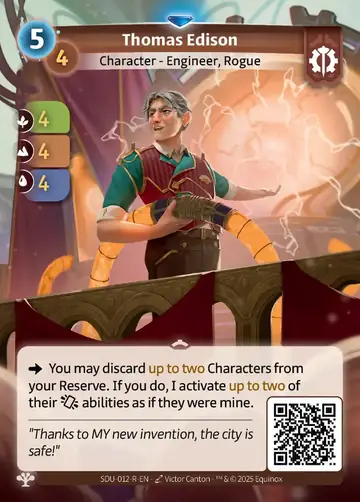 5
Thomas Edison
4
Character - Engineer, Rogue
4
4
4
You may discard up to two Characters from
your Reserve. If you do, I activate up to two of
their abilities as if they were mine.
"Thanks to MY new invention, the city is
safe!"
SDU-012-R-EN - Victor Canton - ™ & © 2025 Equinox